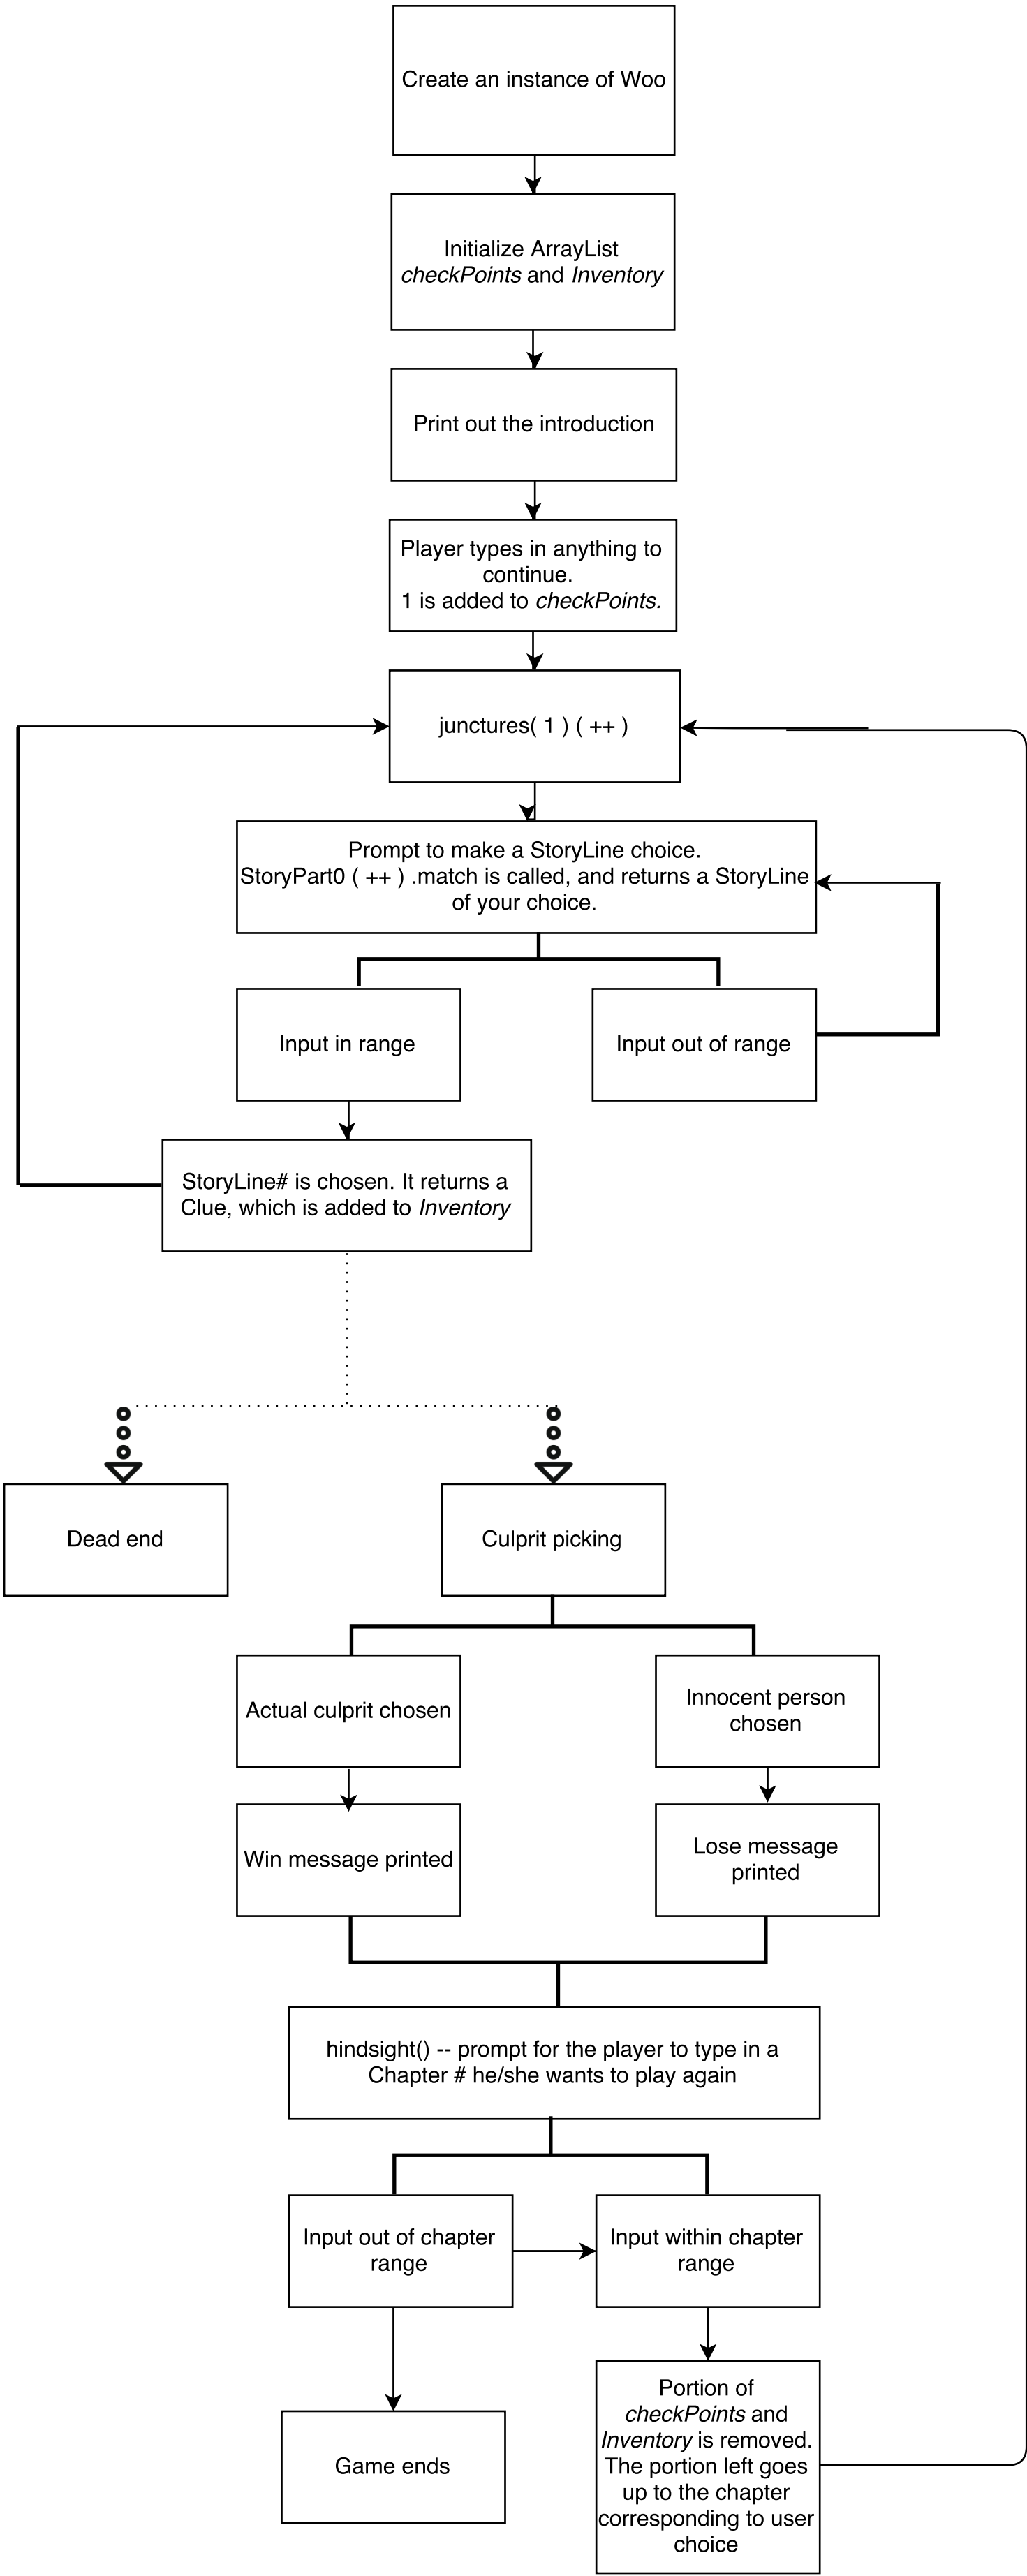 Create an instance of Woo
Initialize ArrayList
checkPoints and Inventory
Print out the introduction
Player types in anything to
continue.
1 is added to checkPoints.
junctures( 1 ) ( ++ )
Prompt to make a StoryLine choice.
StoryPart0 ( ++ ) .match is called, and returns a StoryLine
of your choice.
Input in range
Input out of range
StoryLine# is chosen. It returns a
Clue, which is added to Inventory
Dead end
Culprit picking
Actual culprit chosen
Innocent person
chosen
Win message printed
Lose message
printed
hindsight() -- prompt for the player to type in a
Chapter # he/she wants to play again
Input out of chapter
range
Input within chapter
range
Game ends
Portion of
checkPoints and
Inventory is removed.
The portion left goes
up to the chapter
corresponding to user
choice